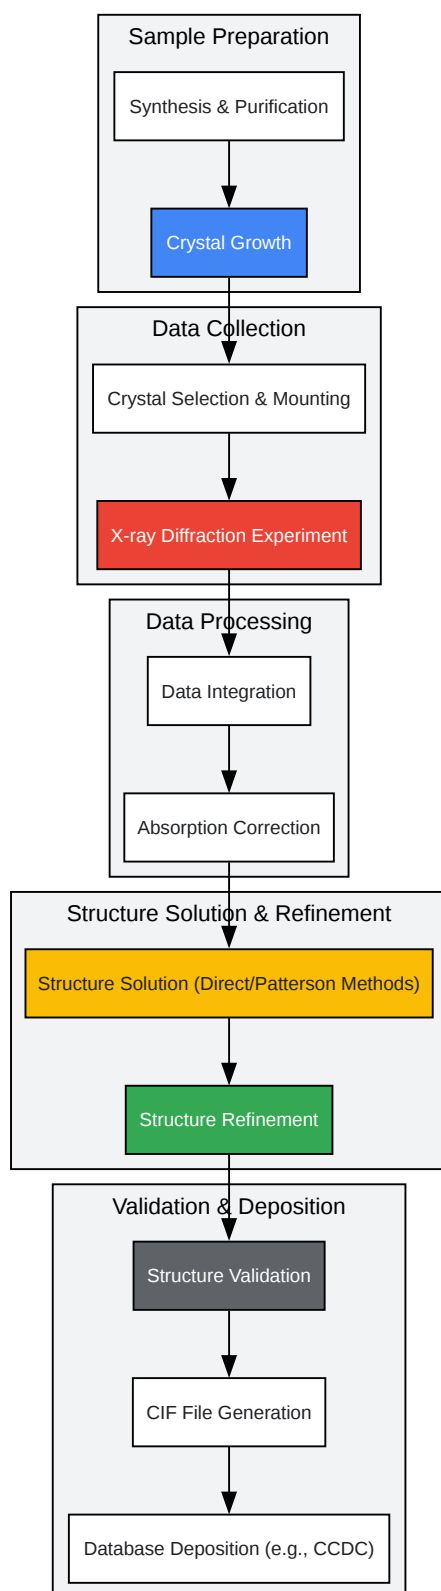 Sample Preparation
Synthesis & Purification
Crystal Growth
Data Collection
Crystal Selection & Mounting
X-ray Diffraction Experiment
Data Processing
Data Integration
Absorption Correction
Structure Solution & Refinement
Structure Solution (Direct/Patterson Methods)
Structure Refinement
Validation & Deposition
Structure Validation
CIF File Generation
Database Deposition (e.g., CCDC)